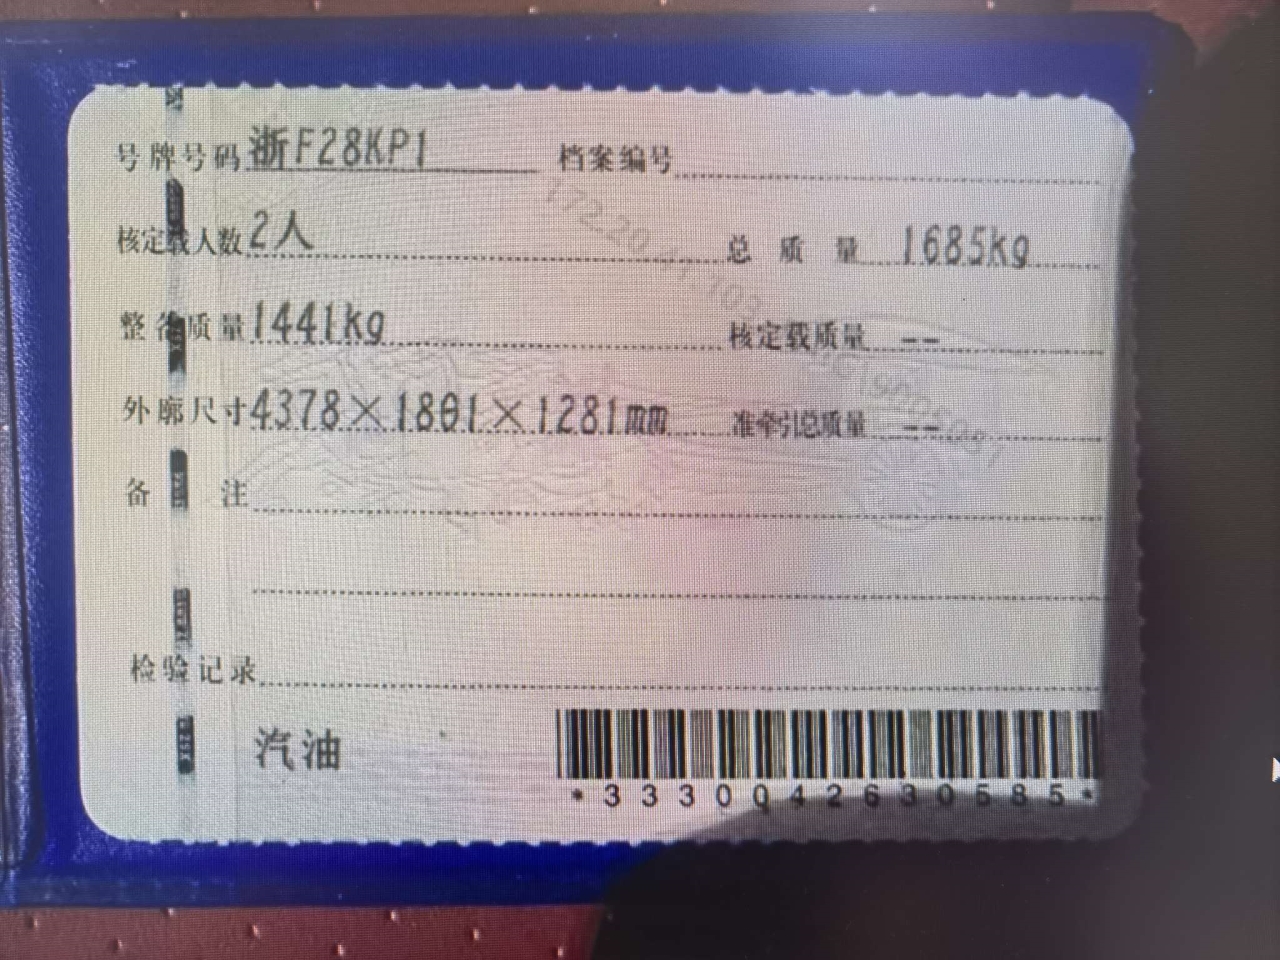 号牌号码 浙F28KP1 档案编号
核定载人数 2人 总质量 1685kg
整备质量 1441kg 核定载质量 --
外廓尺寸 4378×1801×1281mm 准牵引总质量 --
备注
检验记录
汽油
*3330042630585*